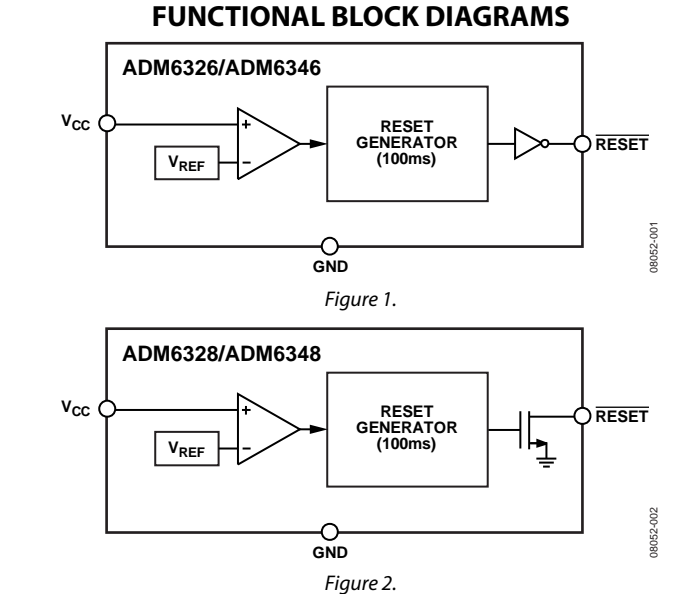 FUNCTIONAL BLOCK DIAGRAMS
ADM6326/ADM6346
VCC
VREF
+
−
RESET
GENERATOR
(100ms)
RESET
GND
08052-001
Figure 1.
ADM6328/ADM6348
VCC
VREF
+
−
RESET
GENERATOR
(100ms)
RESET
GND
08052-002
Figure 2.